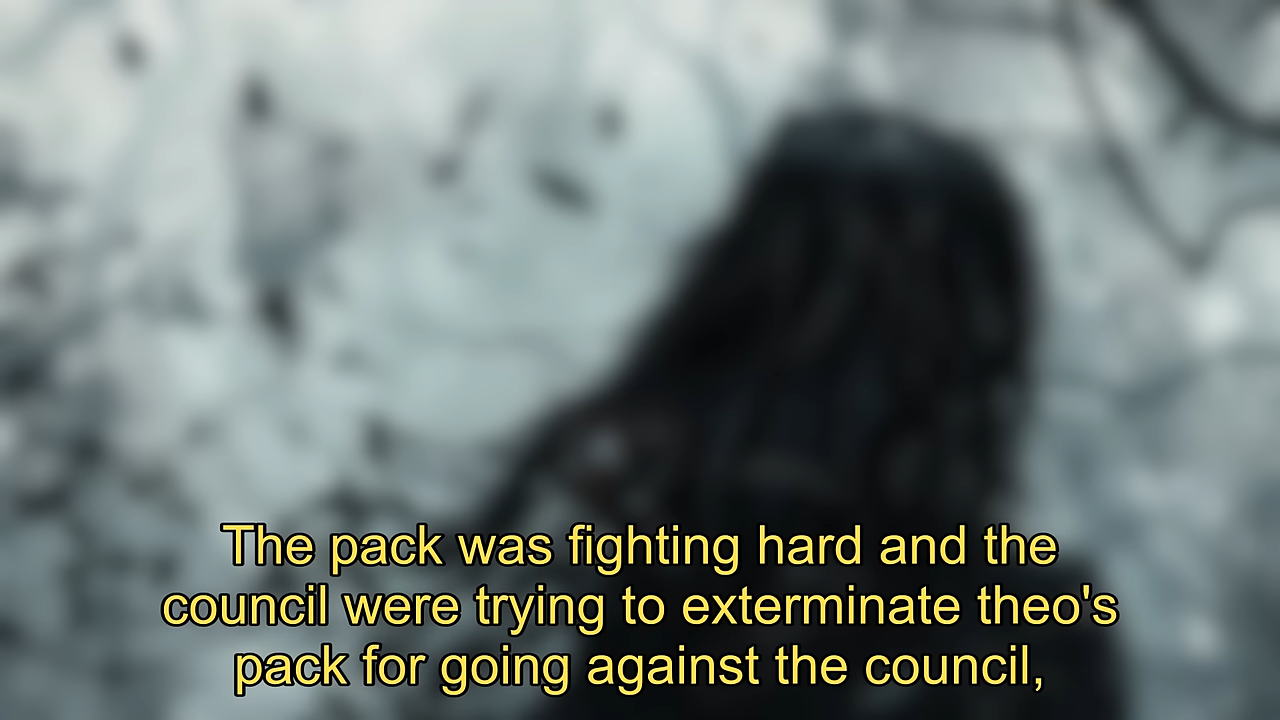 The pack was fighting hard and the
council were trying to exterminate theo's
pack for going against the council,